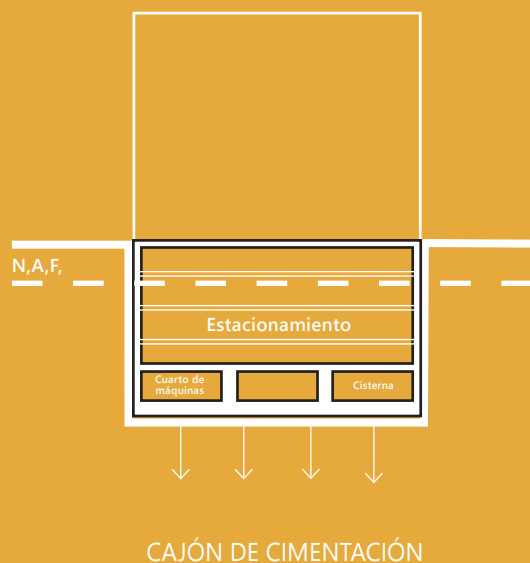 N,A,F,
Estacionamiento
Cuarto de
máquinas
Cisterna
CAJÓN DE CIMENTACIÓN